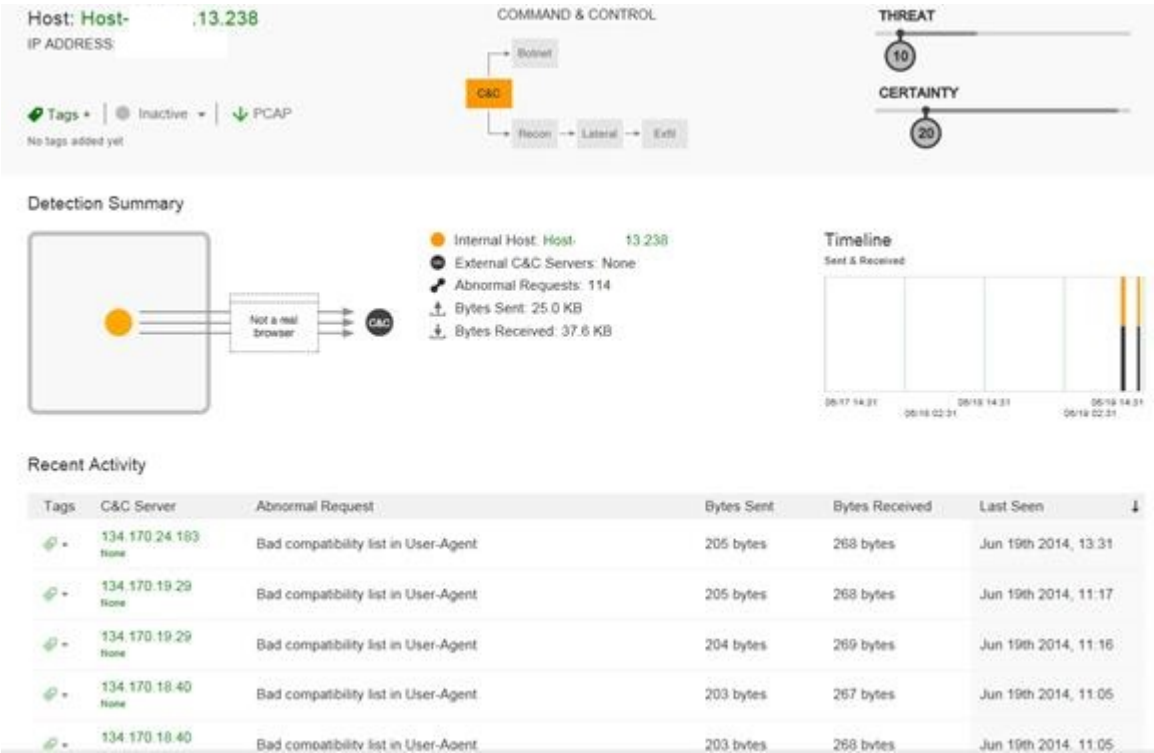 Host: Host- .13.238
IP ADDRESS:
Tags +
Inactive
PCAP
No tags added yet
COMMAND & CONTROL
Botnet
C&C
Recon
Lateral
Exfil
THREAT
10
CERTAINTY
20
Detection Summary
Not a real
browser
C&C
Internal Host: Host- 13.238
External C&C Servers: None
Abnormal Requests: 114
Bytes Sent: 25.0 KB
Bytes Received: 37.6 KB
Timeline
Sent & Received
06/17 14:31
06/18 02:31
06/18 14:31
06/19 02:31
06/19 14:31
Recent Activity
Tags C&C Server Abnormal Request Bytes Sent Bytes Received Last Seen
134.170.24.183 Bad compatibility list in User-Agent 205 bytes 268 bytes Jun 19th 2014, 13:31
None
134.170.19.29 Bad compatibility list in User-Agent 205 bytes 268 bytes Jun 19th 2014, 11:17
None
134.170.19.29 Bad compatibility list in User-Agent 204 bytes 269 bytes Jun 19th 2014, 11:16
None
134.170.18.40 Bad compatibility list in User-Agent 203 bytes 267 bytes Jun 19th 2014, 11:05
None
134.170.18.40 Bad compatibility list in User-Agent 203 bytes 268 bytes Jun 19th 2014, 11:05